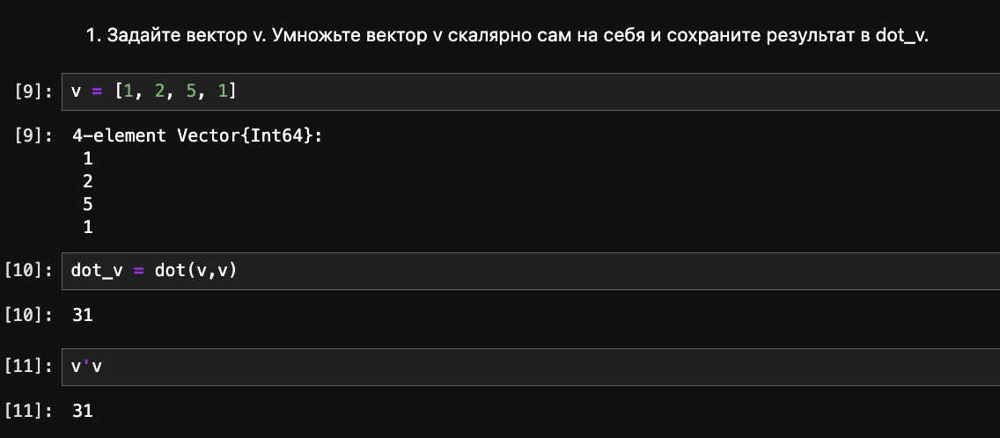 1. Задайте вектор v. Умножьте вектор v скалярно сам на себя и сохраните результат в dot_v.
[9]: v = [1, 2, 5, 1]
[9]: 4-element Vector{Int64}:
1
2
5
1
[10]: dot_v = dot(v,v)
[10]: 31
[11]: v'v
[11]: 31